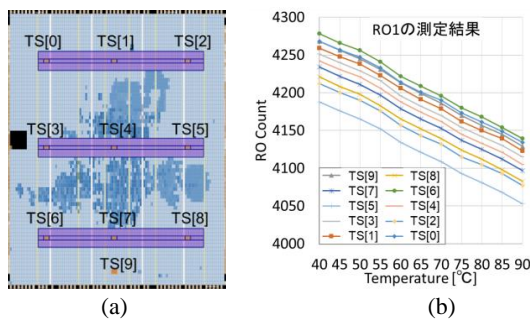 TS[0] TS[1] TS[2]
TS[3] TS[4] TS[5]
TS[6] TS[7] TS[8]
TS[9]
(a)
RO1の測定結果
RO Count
4300
4250
4200
4150
4100
4050
4000
TS[9] TS[8]
TS[7] TS[6]
TS[5] TS[4]
TS[3] TS[2]
TS[1] TS[0]
40 45 50 55 60 65 70 75 80 85 90
Temperature [℃]
(b)